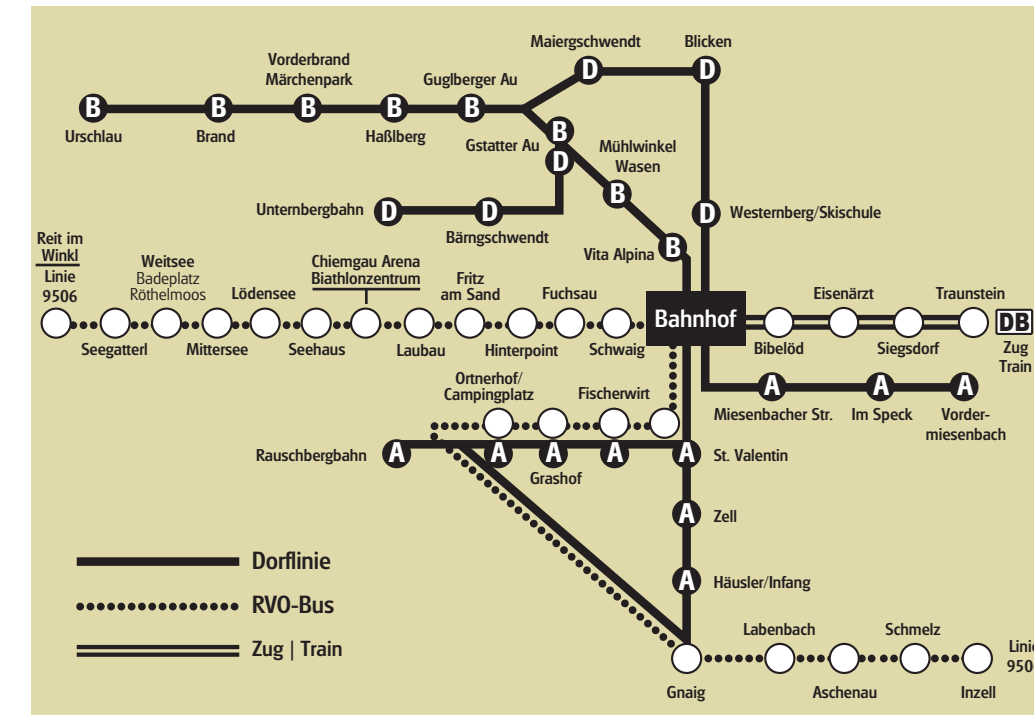 Maiergschwendt
Blicken
Vorderbrand
Märchenpark
Guglberger Au
D
D
B
B
B
B
B
Urschlau
Brand
Haßlberg
Gstatter Au
B
D
Mühlwinkel
Wasen
B
Unternbergbahn
D
D
Bärngschwendt
D
Westernberg/Skischule
Vita Alpina
B
Reit im
Winkl
Linie
9506
Weitsee
Badeplatz
Röthelmoos
Lödensee
Chiemgau Arena
Biathlonzentrum
Fritz
am Sand
Fuchsau
Bahnhof
Eisenärzt
Traunstein
DB
Zug
Train
Seegatterl
Mittersee
Seehaus
Laubau
Hinterpoint
Schwaig
Bibelöd
Siegsdorf
A
A
A
Miesenbacher Str.
Im Speck
Vorder-
miesenbach
Ortnerhof/
Campingplatz
Fischerwirt
Rauschbergbahn
A
A
A
A
A
St. Valentin
Grashof
A
Zell
A
Häusler/Infang
Dorflinie
RVO-Bus
Zug | Train
Labenbach
Schmelz
Gnaig
Aschenau
Inzell
Linie
950